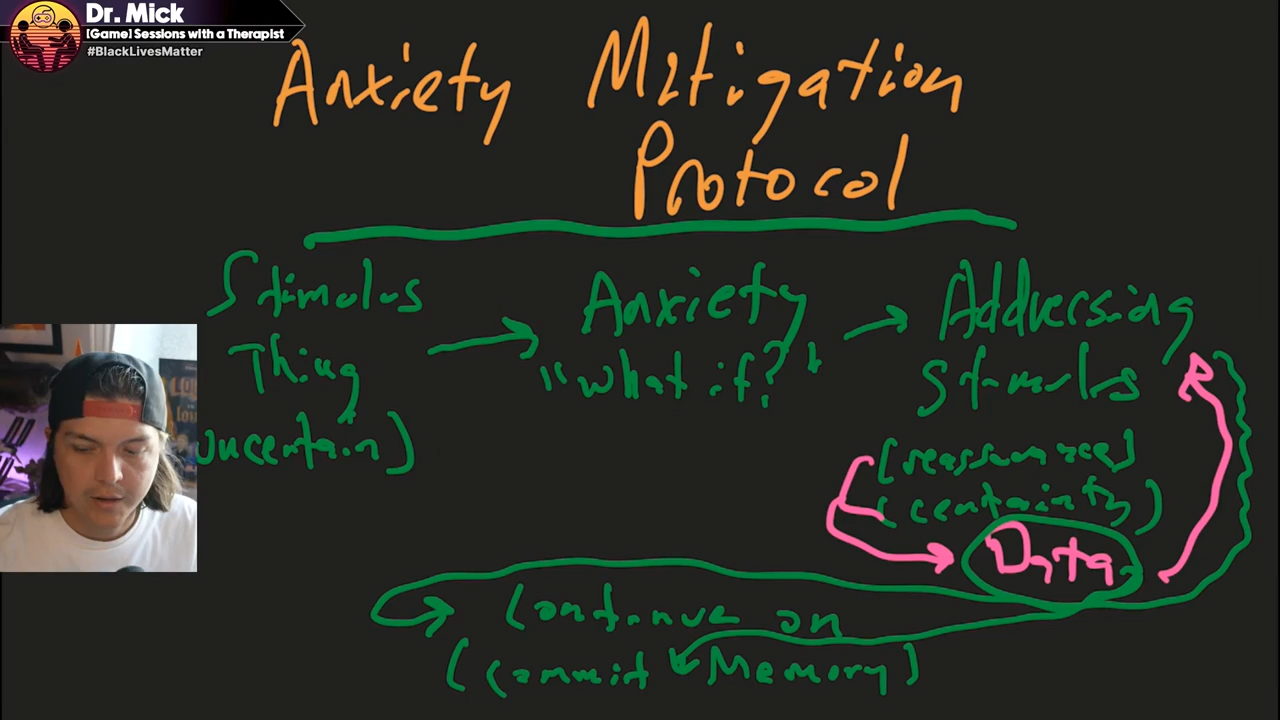 Dr. Mick
[Game] Sessions with a Therapist
#BlackLivesMatter
Anxiety Mitigation
Protocol
Stimulus
Thing
uncertain)
Anxiety
"What if?"
Addressing
Stimulus
(reassurance)
(certainty)
Data
Continue on
(Commit Memory)